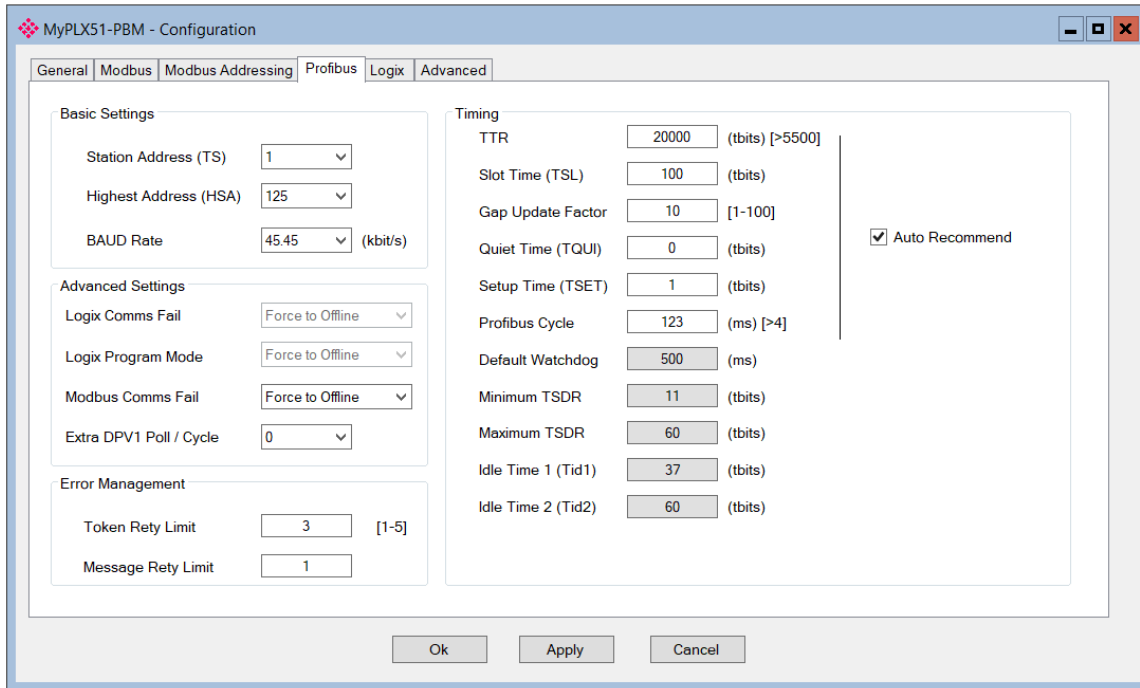 MyPLX51-PBM - Configuration
General Modbus Modbus Addressing Profibus Logix Advanced
Basic Settings
Station Address (TS) 1
Highest Address (HSA) 125
BAUD Rate 45.45 (kbit/s)
Advanced Settings
Logix Comms Fail Force to Offline
Logix Program Mode Force to Offline
Modbus Comms Fail Force to Offline
Extra DPV1 Poll / Cycle 0
Error Management
Token Rety Limit 3 [1-5]
Message Rety Limit 1
Timing
TTR 20000 (tbits) [>5500]
Slot Time (TSL) 100 (tbits)
Gap Update Factor 10 [1-100]
Quiet Time (TQUI) 0 (tbits)
Setup Time (TSET) 1 (tbits)
Profibus Cycle 123 (ms) [>4]
Default Watchdog 500 (ms)
Minimum TSDR 11 (tbits)
Maximum TSDR 60 (tbits)
Idle Time 1 (Tid1) 37 (tbits)
Idle Time 2 (Tid2) 60 (tbits)
Auto Recommend
Ok Apply Cancel